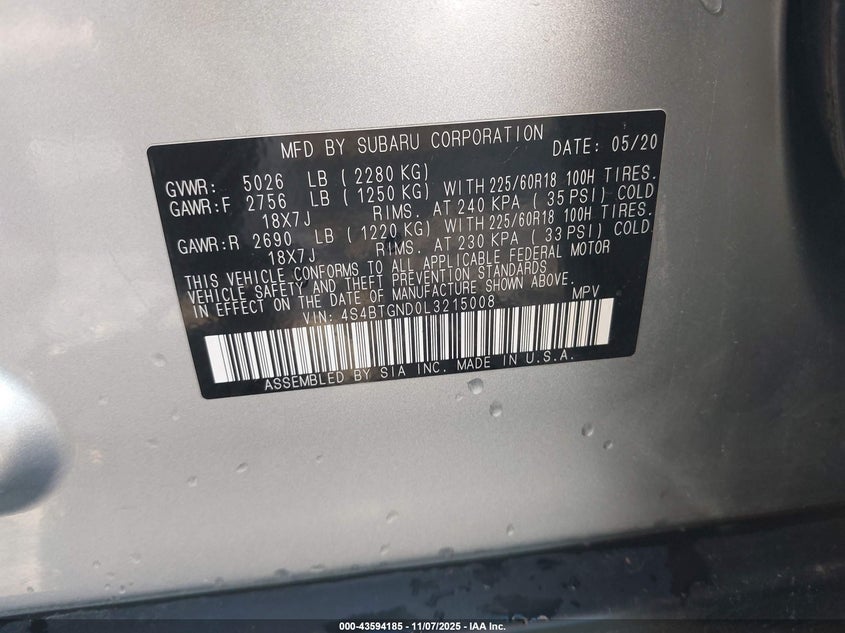 MFD BY SUBARU CORPORATION DATE: 05/20
GVWR: 5026 LB ( 2280 KG)
GAWR:F 2756 LB ( 1250 KG) WITH 225/60R18 100H TIRES.
18X7J RIMS. AT 240 KPA ( 35 PSI) COLD
GAWR:R 2690 LB ( 1220 KG) WITH 225/60R18 100H TIRES.
18X7J RIMS. AT 230 KPA ( 33 PSI) COLD
THIS VEHICLE CONFORMS TO ALL APPLICABLE FEDERAL MOTOR
VEHICLE SAFETY AND THEFT PREVENTION STANDARDS
IN EFFECT ON THE DATE OF MANUFACTURE SHOWN ABOVE.
VIN: 4S4BTGND0L3215008 MPV
ASSEMBLED BY SIA INC. MADE IN U.S.A.
000-43594185 - 11/07/2025 - IAA Inc.